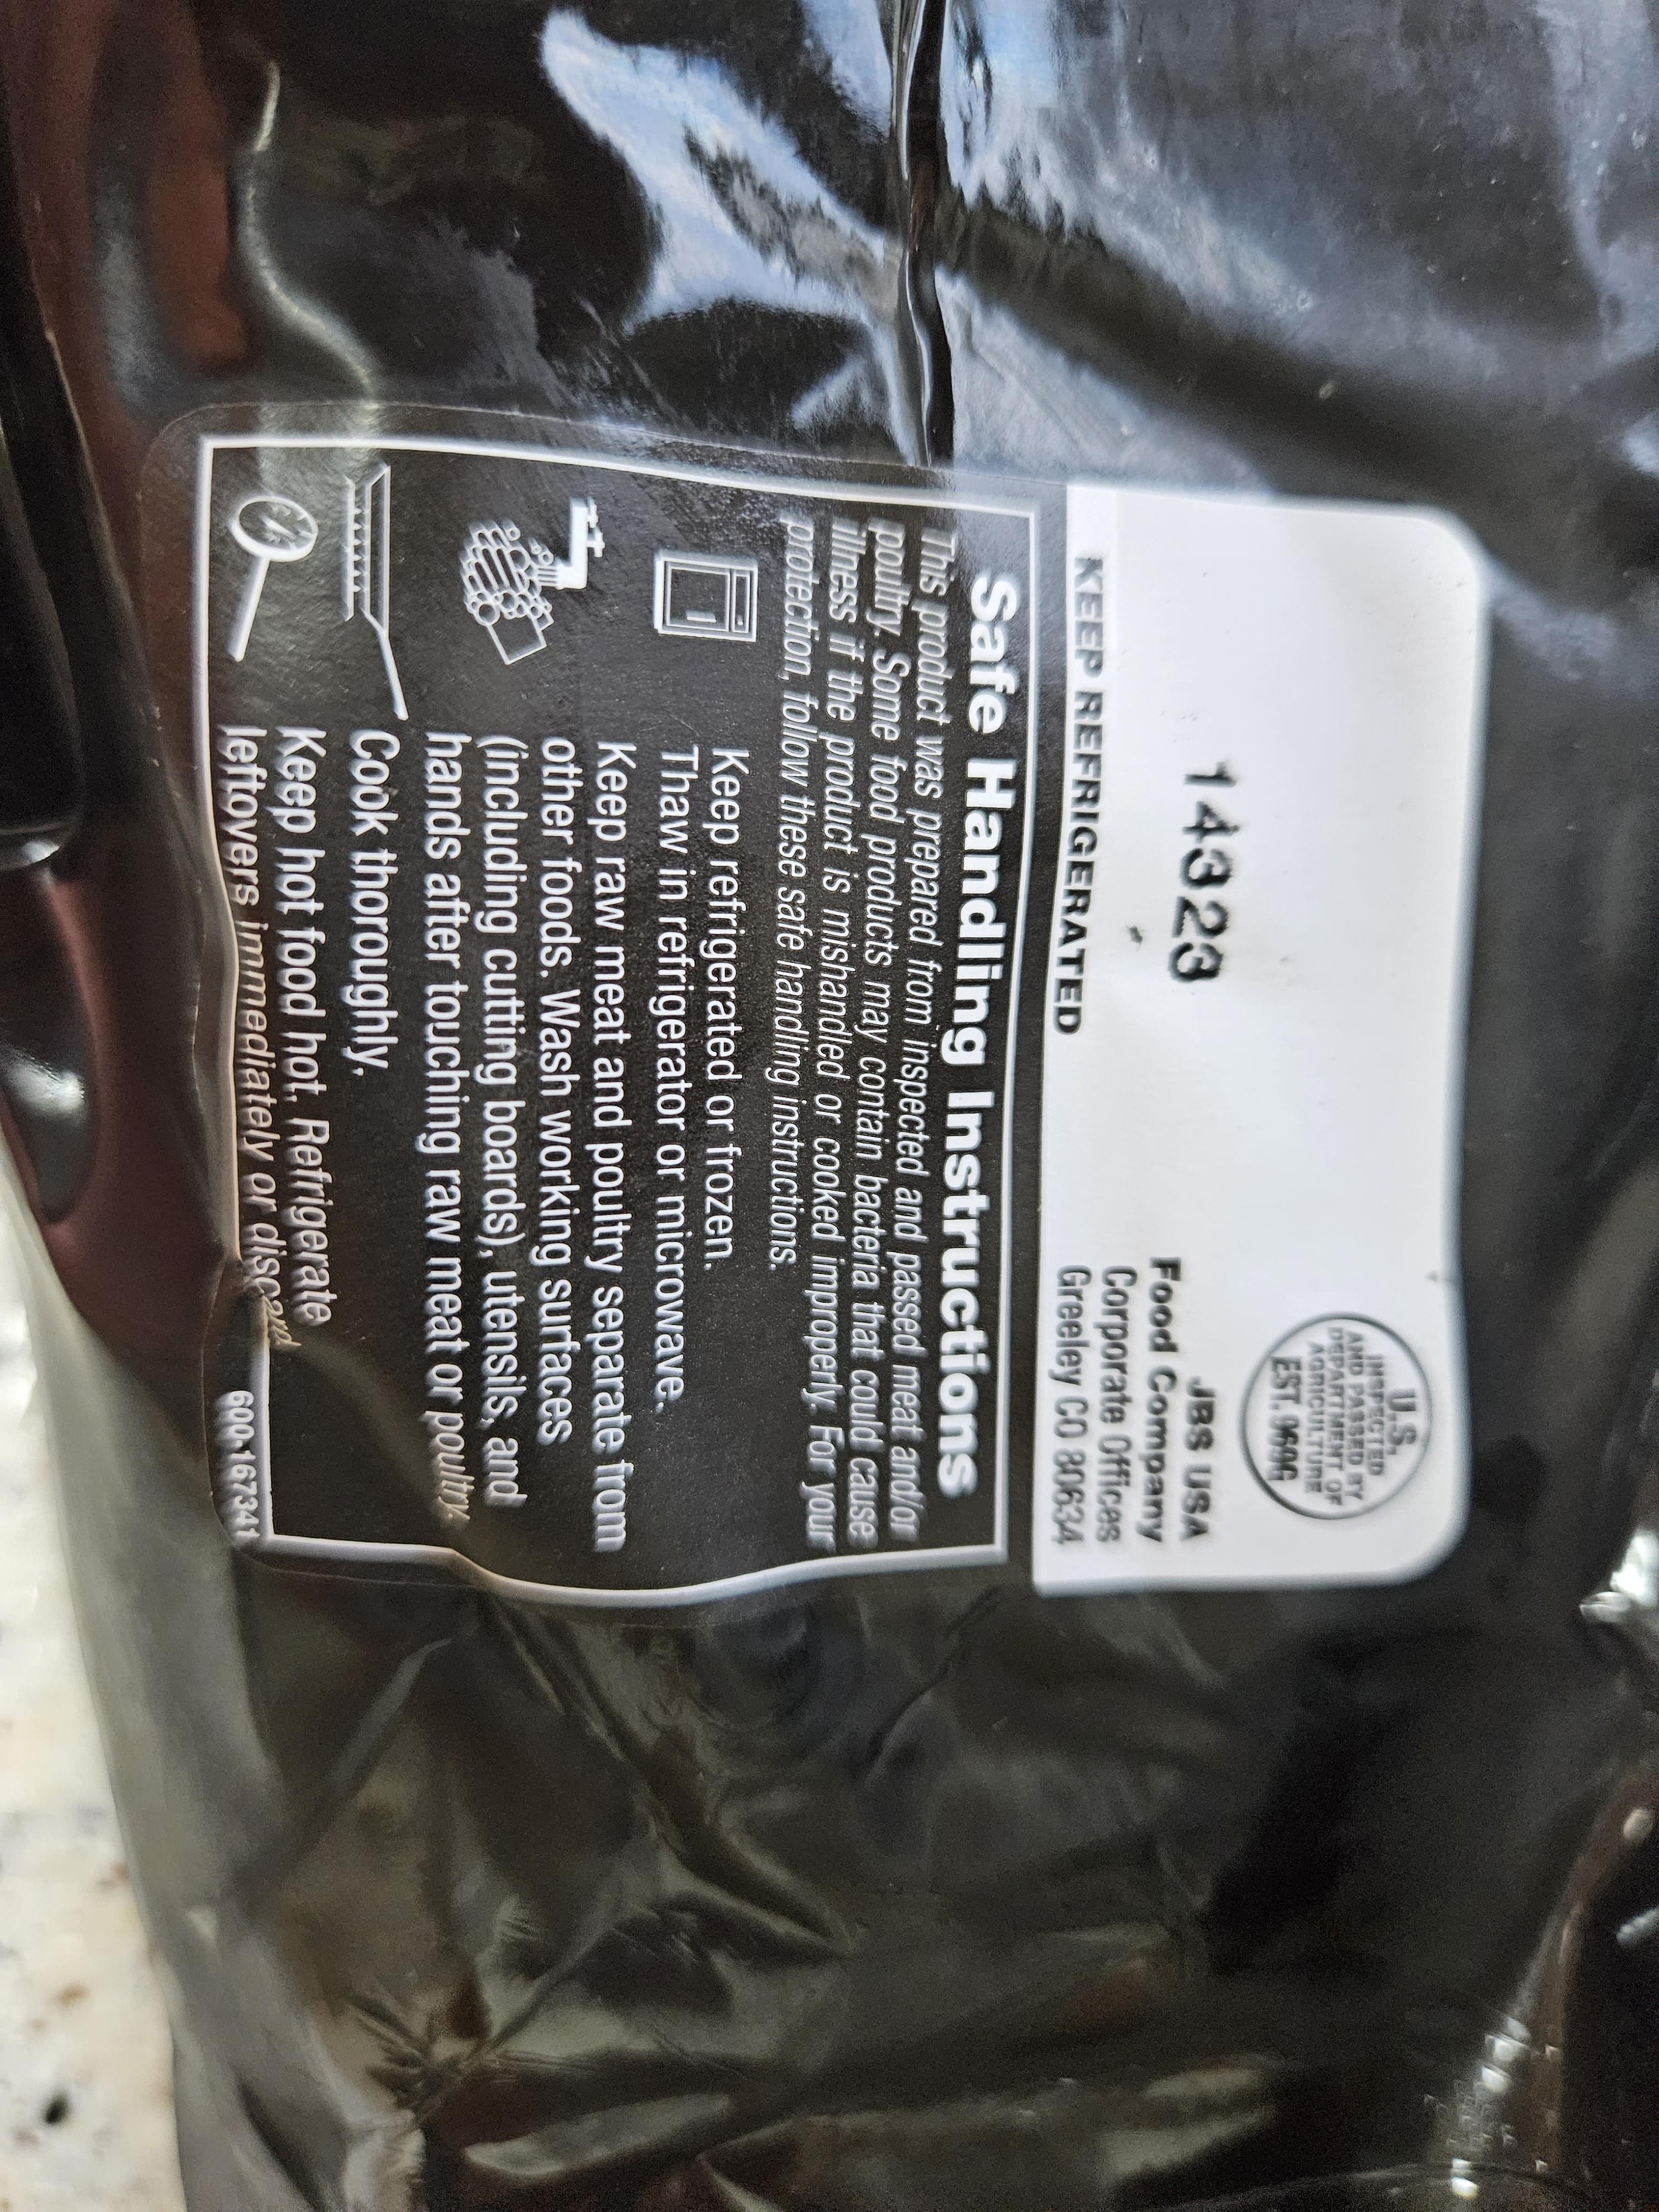 14323
KEEP REFRIGERATED
U.S.
INSPECTED
AND PASSED BY
DEPARTMENT OF
AGRICULTURE
EST.
JBS USA
Food Company
Corporate Offices
Greeley CO 80634
Safe Handling Instructions
This product was prepared from inspected and passed meat and/or
poultry. Some food products may contain bacteria that could cause
illness if the product is mishandled or cooked improperly. For your
protection, follow these safe handling instructions.
Keep refrigerated or frozen.
Thaw in refrigerator or microwave.
Keep raw meat and poultry separate from
other foods. Wash working surfaces
(including cutting boards), utensils, and
hands after touching raw meat or poultry.
Cook thoroughly.
Keep hot food hot. Refrigerate
leftovers immediately or discard.
600-167341